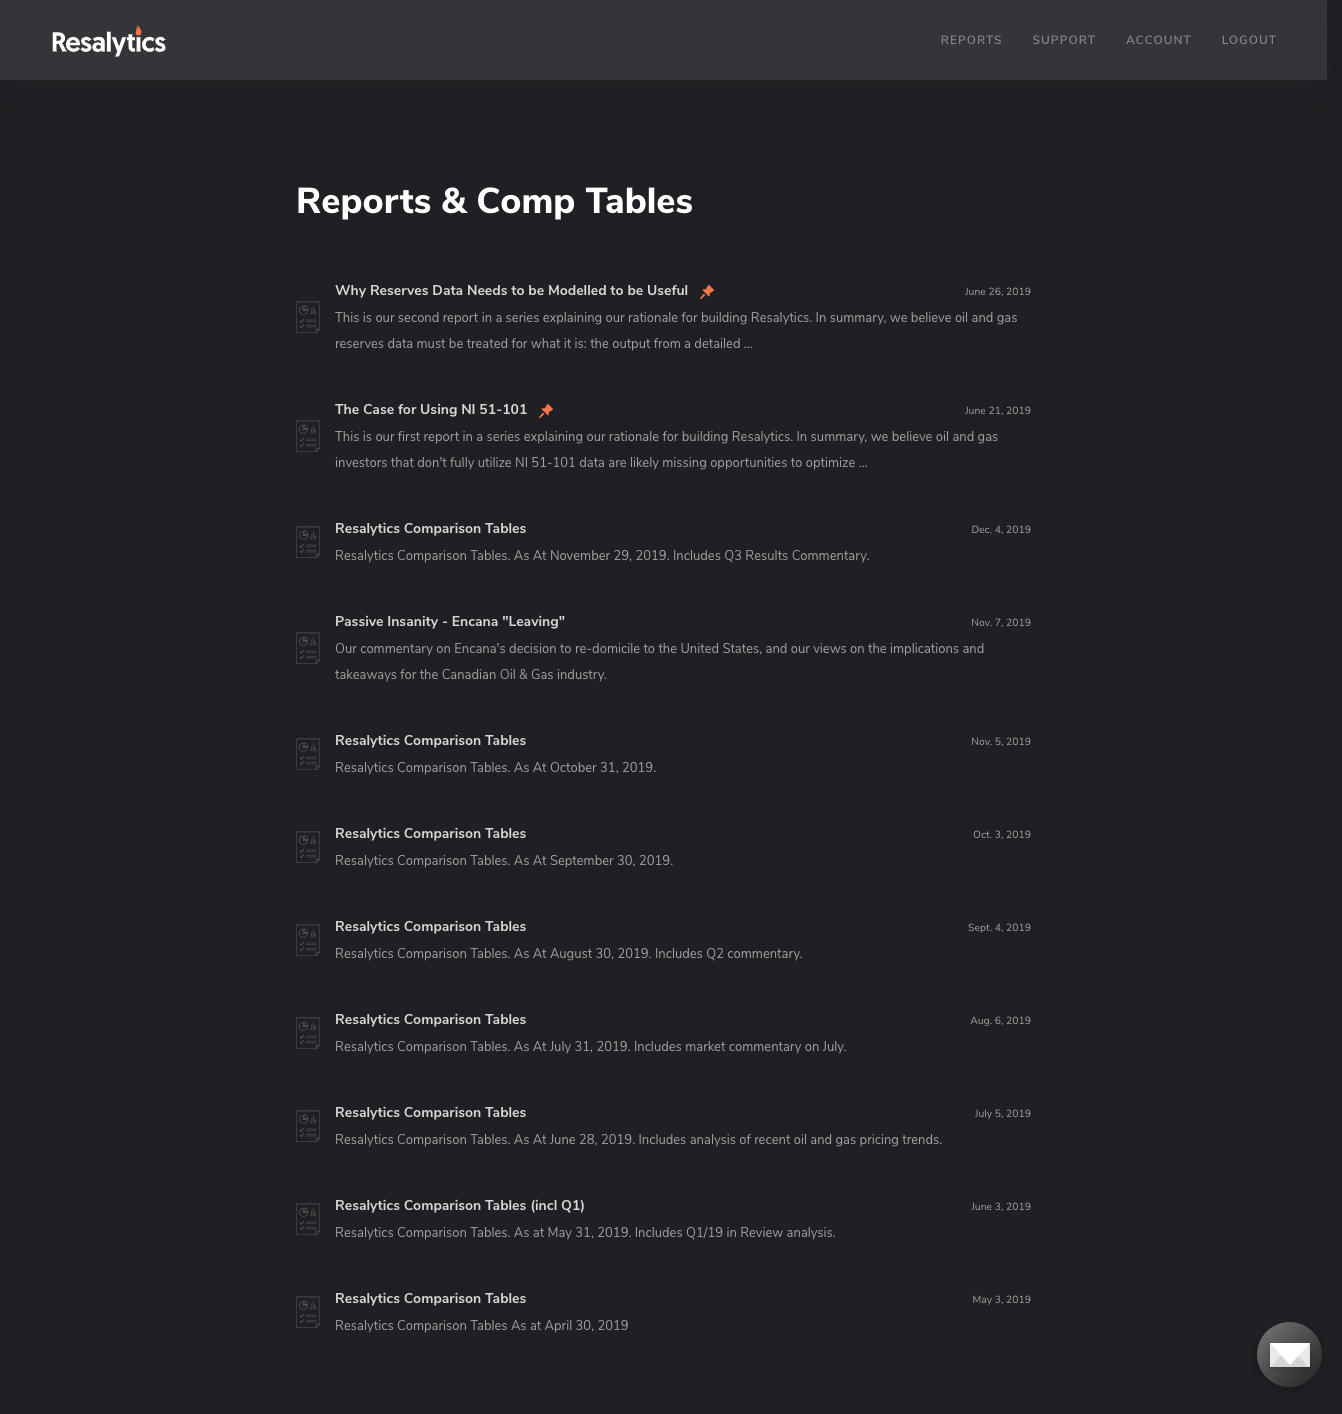 Resalytics
REPORTS SUPPORT ACCOUNT LOGOUT
Reports & Comp Tables
Why Reserves Data Needs to be Modelled to be Useful June 26, 2019
This is our second report in a series explaining our rationale for building Resalytics. In summary, we believe oil and gas
reserves data must be treated for what it is: the output from a detailed ...
The Case for Using NI 51-101 June 21, 2019
This is our first report in a series explaining our rationale for building Resalytics. In summary, we believe oil and gas
investors that don't fully utilize NI 51-101 data are likely missing opportunities to optimize ...
Resalytics Comparison Tables Dec. 4, 2019
Resalytics Comparison Tables. As At November 29, 2019. Includes Q3 Results Commentary.
Passive Insanity - Encana "Leaving" Nov. 7, 2019
Our commentary on Encana's decision to re-domicile to the United States, and our views on the implications and
takeaways for the Canadian Oil & Gas industry.
Resalytics Comparison Tables Nov. 5, 2019
Resalytics Comparison Tables. As At October 31, 2019.
Resalytics Comparison Tables Oct. 3, 2019
Resalytics Comparison Tables. As At September 30, 2019.
Resalytics Comparison Tables Sept. 4, 2019
Resalytics Comparison Tables. As At August 30, 2019. Includes Q2 commentary.
Resalytics Comparison Tables Aug. 6, 2019
Resalytics Comparison Tables. As At July 31, 2019. Includes market commentary on July.
Resalytics Comparison Tables July 5, 2019
Resalytics Comparison Tables. As At June 28, 2019. Includes analysis of recent oil and gas pricing trends.
Resalytics Comparison Tables (incl Q1) June 3, 2019
Resalytics Comparison Tables. As at May 31, 2019. Includes Q1/19 in Review analysis.
Resalytics Comparison Tables May 3, 2019
Resalytics Comparison Tables As at April 30, 2019